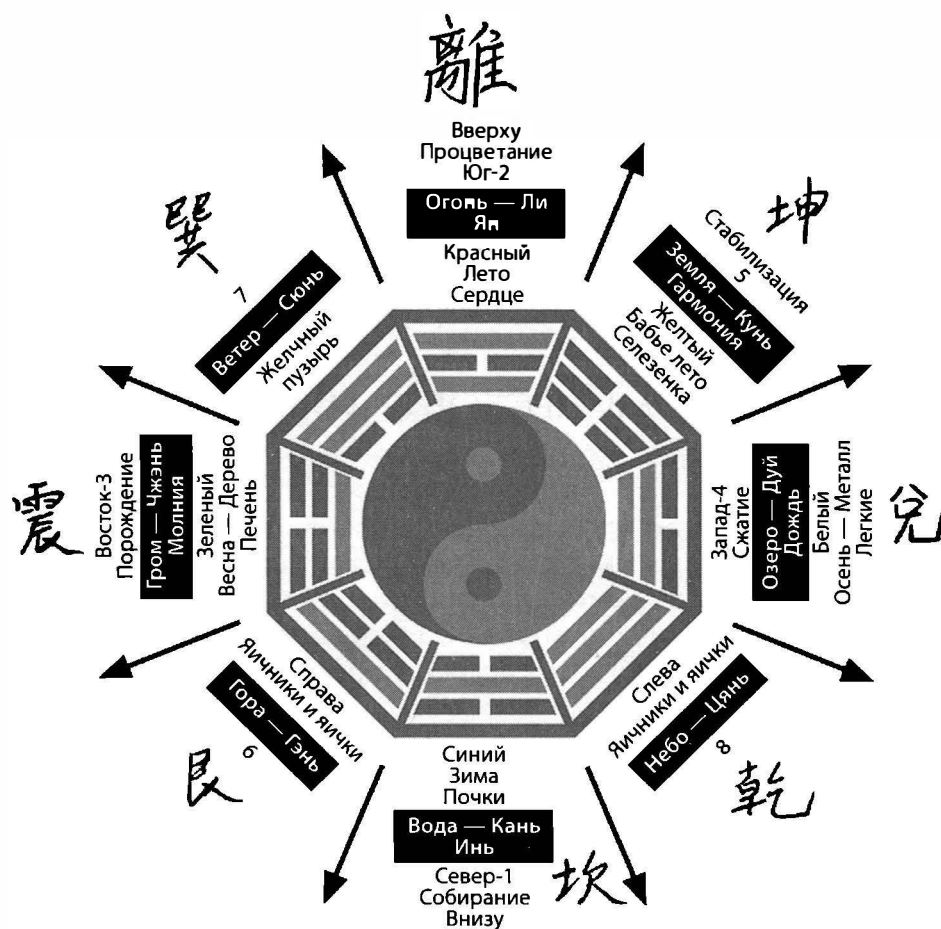 離
Вверху
Процветание
Юг-2
Огонь — Ли
Ян
Красный
Лето
Сердце
坤
Стабилизация
5
Земля — Кунь
Гармония
Желтый
Бабье лето
Селезенка
兌
Запад-4
Сжатие
Озеро — Дуй
Дождь
Белый
Осень — Металл
Легкие
Слева
Яичники и яички
Небо — Цянь
8
乾
Синий
Зима
Почки
Вода — Кань
Инь
Север-1
Собирание
Внизу
坎
Справа
Яичники и яички
Гора — Гэнь
6
艮
震
Восток-3
Порождение
Гром — Чжэнь
Молния
Зеленый
Весна — Дерево
Печень
巽
7
Ветер — Сюнь
Желчный
пузырь